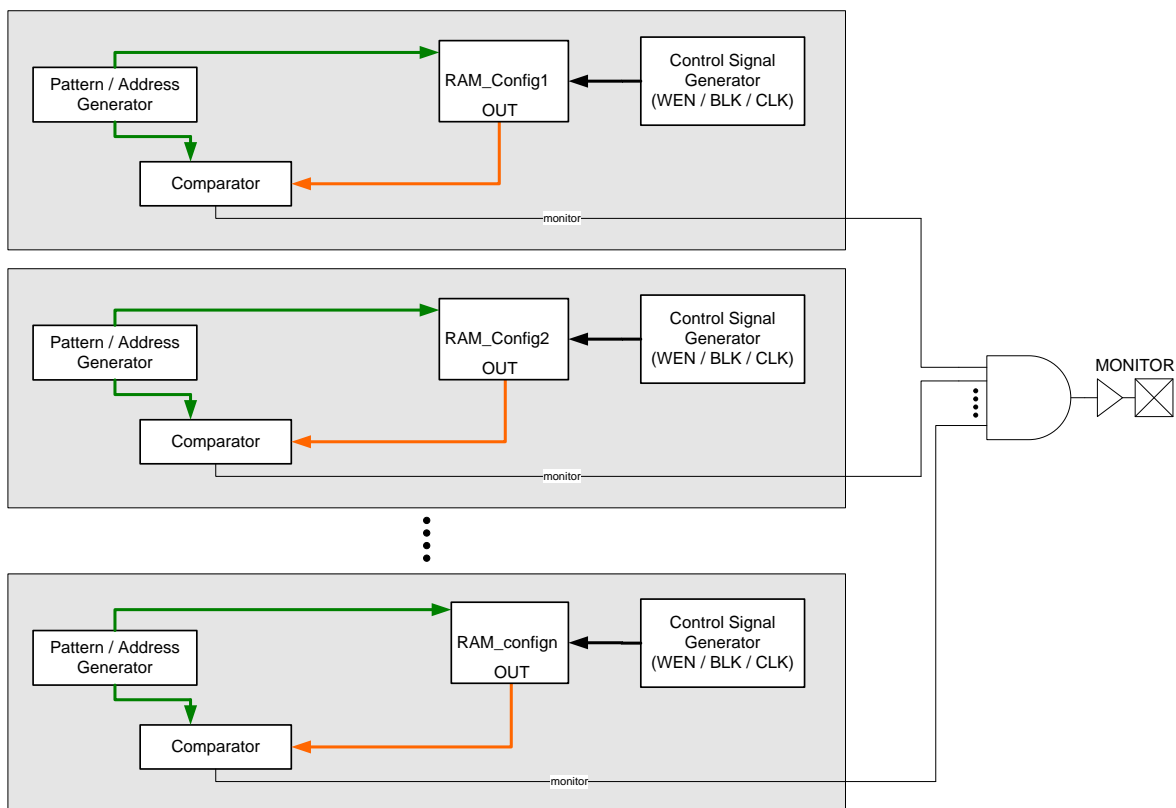 Pattern / Address
Generator
RAM_Config1
OUT
Control Signal
Generator
(WEN / BLK / CLK)
Comparator
monitor
Pattern / Address
Generator
RAM_Config2
OUT
Control Signal
Generator
(WEN / BLK / CLK)
Comparator
monitor
MONITOR
Pattern / Address
Generator
RAM_confign
OUT
Control Signal
Generator
(WEN / BLK / CLK)
Comparator
monitor